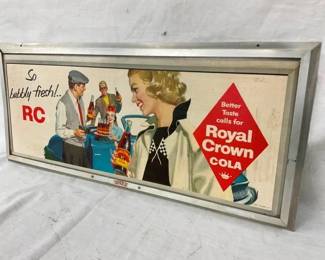 So
bubbly-fresh!..
RC
Better
Taste
calls for
Royal
Crown
COLA